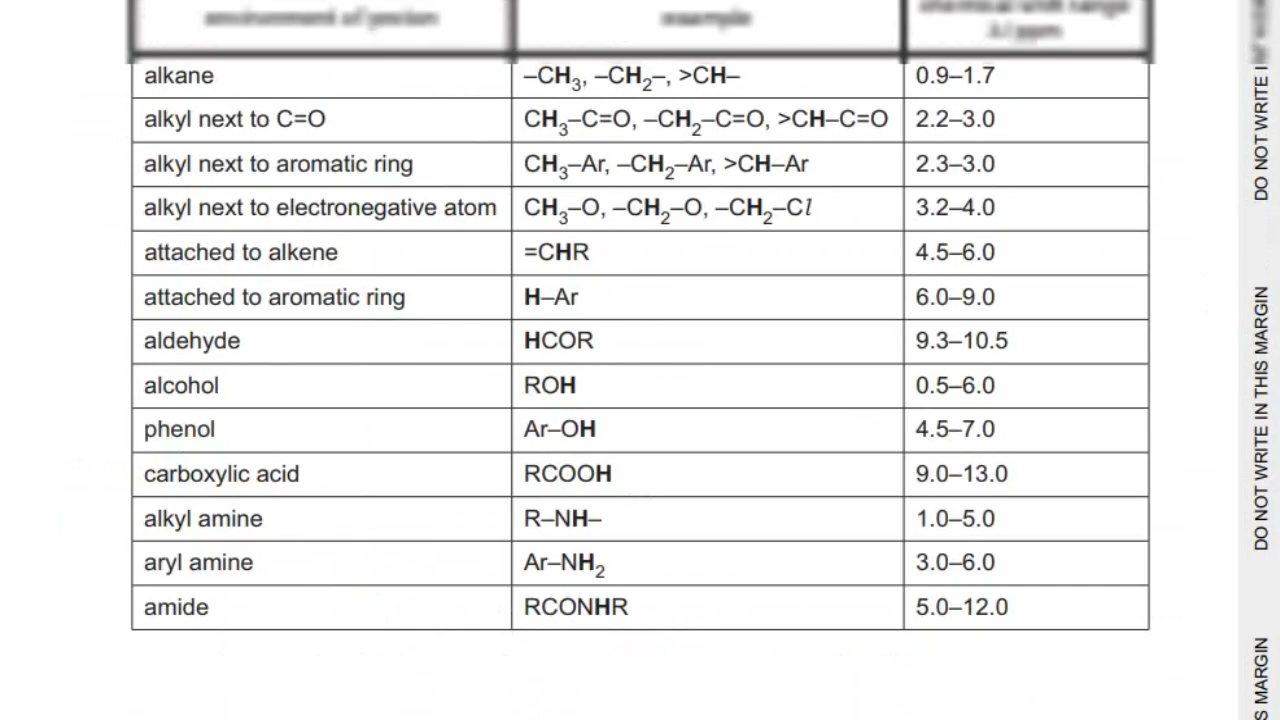 alkane –CH3, –CH2–, >CH– 0.9–1.7
alkyl next to C=O CH3–C=O, –CH2–C=O, >CH–C=O 2.2–3.0
alkyl next to aromatic ring CH3–Ar, –CH2–Ar, >CH–Ar 2.3–3.0
alkyl next to electronegative atom CH3–O, –CH2–O, –CH2–Cl 3.2–4.0
attached to alkene =CHR 4.5–6.0
attached to aromatic ring H–Ar 6.0–9.0
aldehyde HCOR 9.3–10.5
alcohol ROH 0.5–6.0
phenol Ar–OH 4.5–7.0
carboxylic acid RCOOH 9.0–13.0
alkyl amine R–NH– 1.0–5.0
aryl amine Ar–NH2 3.0–6.0
amide RCONHR 5.0–12.0
DO NOT WRITE
DO NOT WRITE IN THIS MARGIN
MARGIN